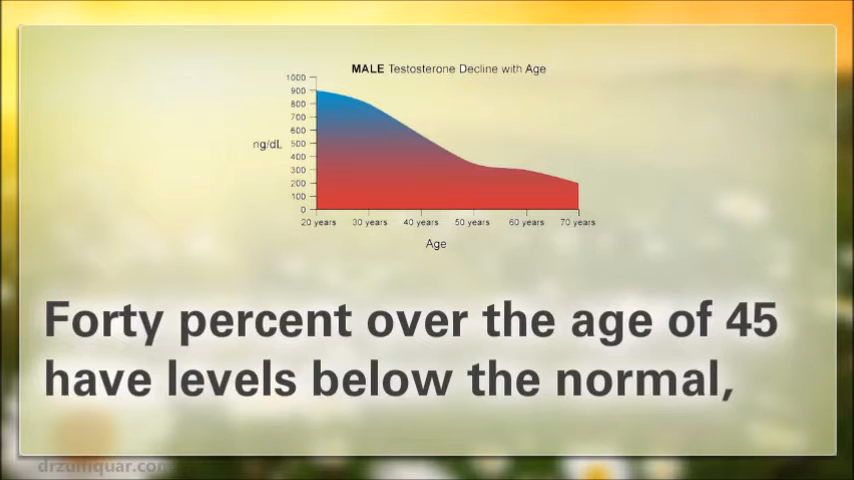 MALE Testosterone Decline with Age
1000
900
800
700
600
500
400
300
200
100
0
ng/dL
20 years 30 years 40 years 50 years 60 years 70 years
Age
Forty percent over the age of 45
have levels below the normal,